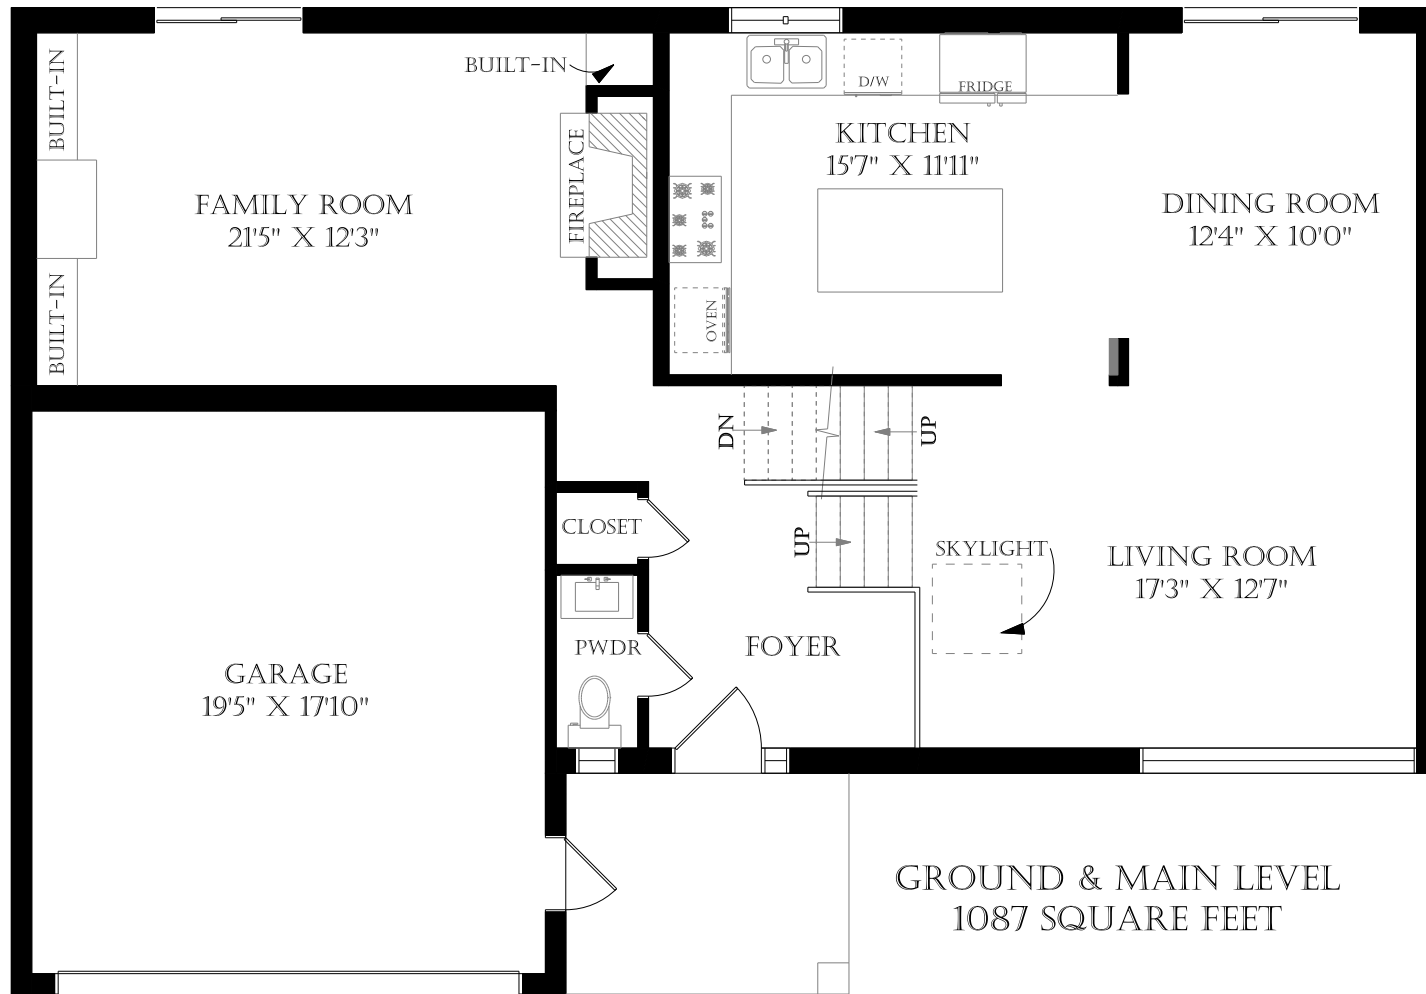 BUILT-IN
BUILT-IN
D/W
FRIDGE
KITCHEN
15'7" X 11'11"
FIREPLACE
FAMILY ROOM
21'5" X 12'3"
DINING ROOM
12'4" X 10'0"
BUILT-IN
OVEN
DN
UP
CLOSET
UP
SKYLIGHT
LIVING ROOM
17'3" X 12'7"
PWDR
FOYER
GARAGE
19'5" X 17'10"
GROUND & MAIN LEVEL
1087 SQUARE FEET